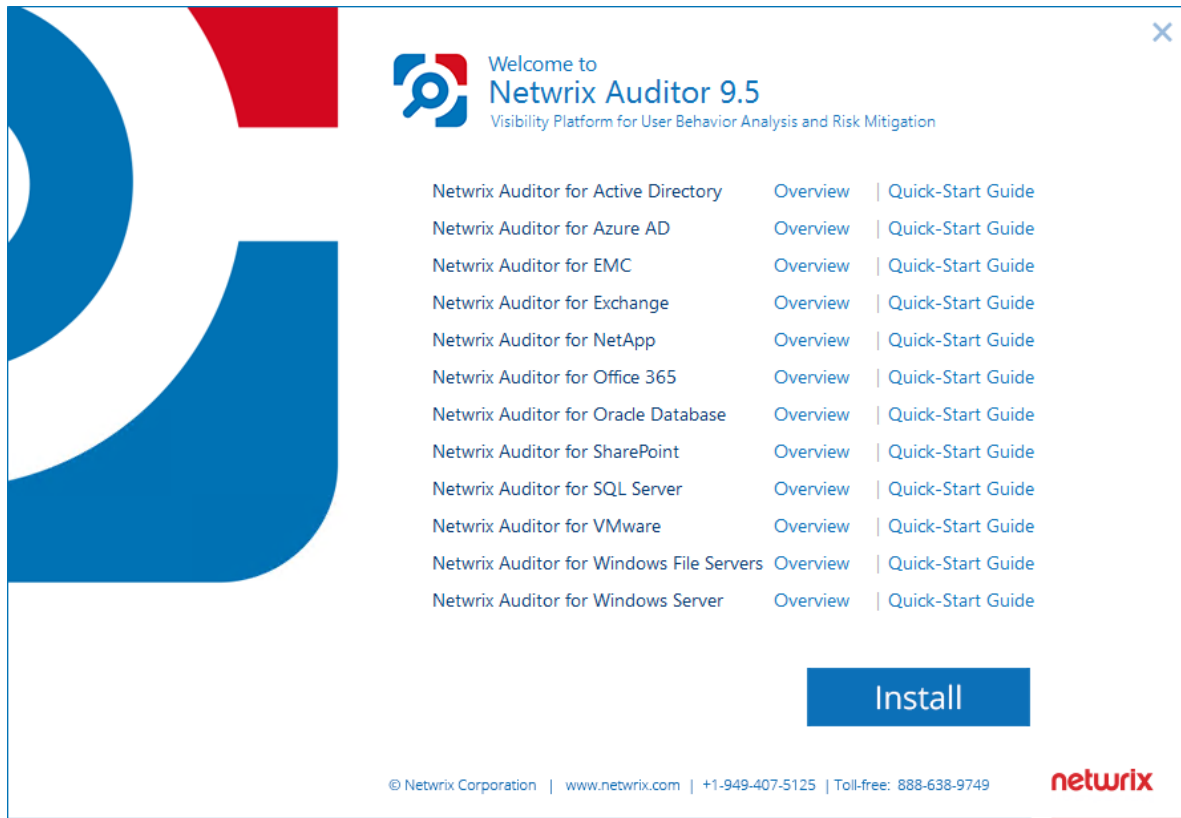 Welcome to
Netwrix Auditor 9.5
Visibility Platform for User Behavior Analysis and Risk Mitigation
Netwrix Auditor for Active Directory Overview | Quick-Start Guide
Netwrix Auditor for Azure AD Overview | Quick-Start Guide
Netwrix Auditor for EMC Overview | Quick-Start Guide
Netwrix Auditor for Exchange Overview | Quick-Start Guide
Netwrix Auditor for NetApp Overview | Quick-Start Guide
Netwrix Auditor for Office 365 Overview | Quick-Start Guide
Netwrix Auditor for Oracle Database Overview | Quick-Start Guide
Netwrix Auditor for SharePoint Overview | Quick-Start Guide
Netwrix Auditor for SQL Server Overview | Quick-Start Guide
Netwrix Auditor for VMware Overview | Quick-Start Guide
Netwrix Auditor for Windows File Servers Overview | Quick-Start Guide
Netwrix Auditor for Windows Server Overview | Quick-Start Guide
Install
© Netwrix Corporation | www.netwrix.com | +1-949-407-5125 | Toll-free: 888-638-9749
netwrix